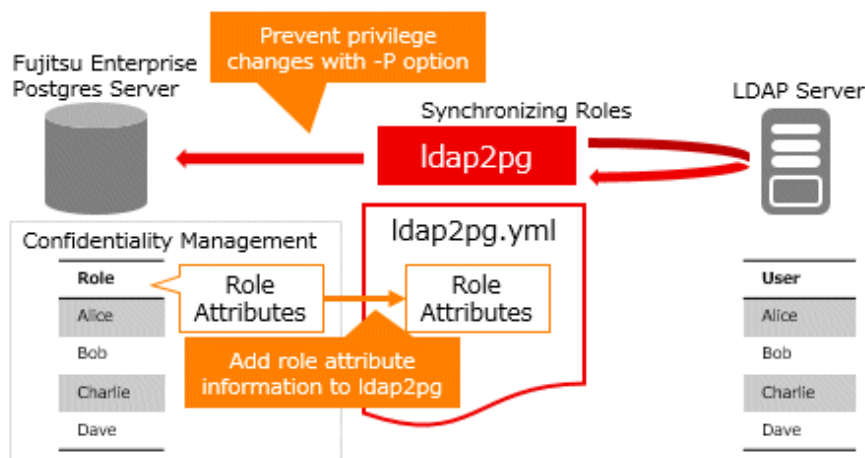 Prevent privilege
changes with -P option
Fujitsu Enterprise
Postgres Server
LDAP Server
Synchronizing Roles
ldap2pg
Confidentiality Management
ldap2pg.yml
Role
Alice
Bob
Charlie
Dave
Role
Attributes
Role
Attributes
Add role attribute
information to ldap2pg
User
Alice
Bob
Charlie
Dave